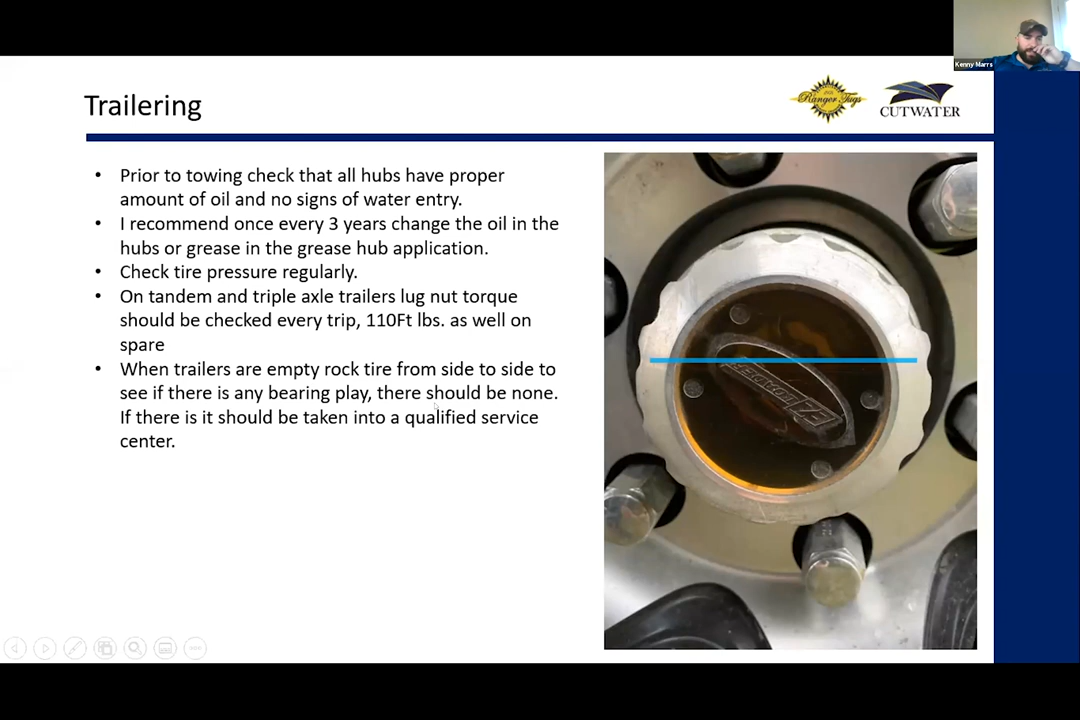 Kenny Marrs
Trailering
Ranger Tugs
CUTWATER
• Prior to towing check that all hubs have proper
amount of oil and no signs of water entry.
• I recommend once every 3 years change the oil in the
hubs or grease in the grease hub application.
• Check tire pressure regularly.
• On tandem and triple axle trailers lug nut torque
should be checked every trip, 110Ft lbs. as well on
spare
• When trailers are empty rock tire from side to side to
see if there is any bearing play, there should be none.
If there is it should be taken into a qualified service
center.
EZ LOADER